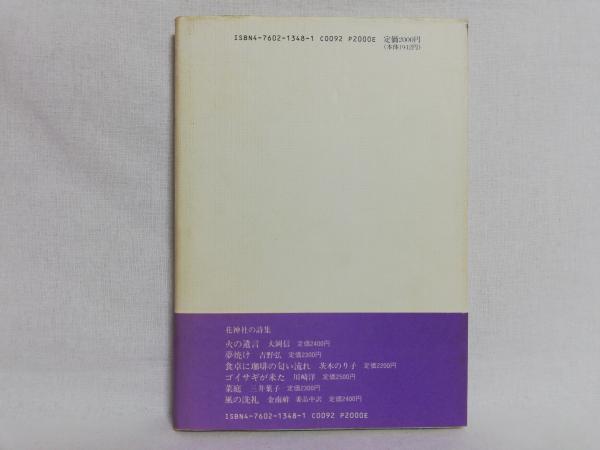 ISBN4-7602-1348-1 C0092 P2000E 定価2000円
(本体1942円)
花神社の詩集
火の遺言 大岡信 定価2400円
夢焼け 吉野弘 定価2300円
食卓に珈琲の匂い流れ 茨木のり子 定価2200円
ゴイサギが来た 川崎洋 定価2500円
菜庭 三井葉子 定価2300円
風の洗礼 金南祚 姜晶中訳 定価2400円
ISBN4-7602-1348-1 C0092 P2000E